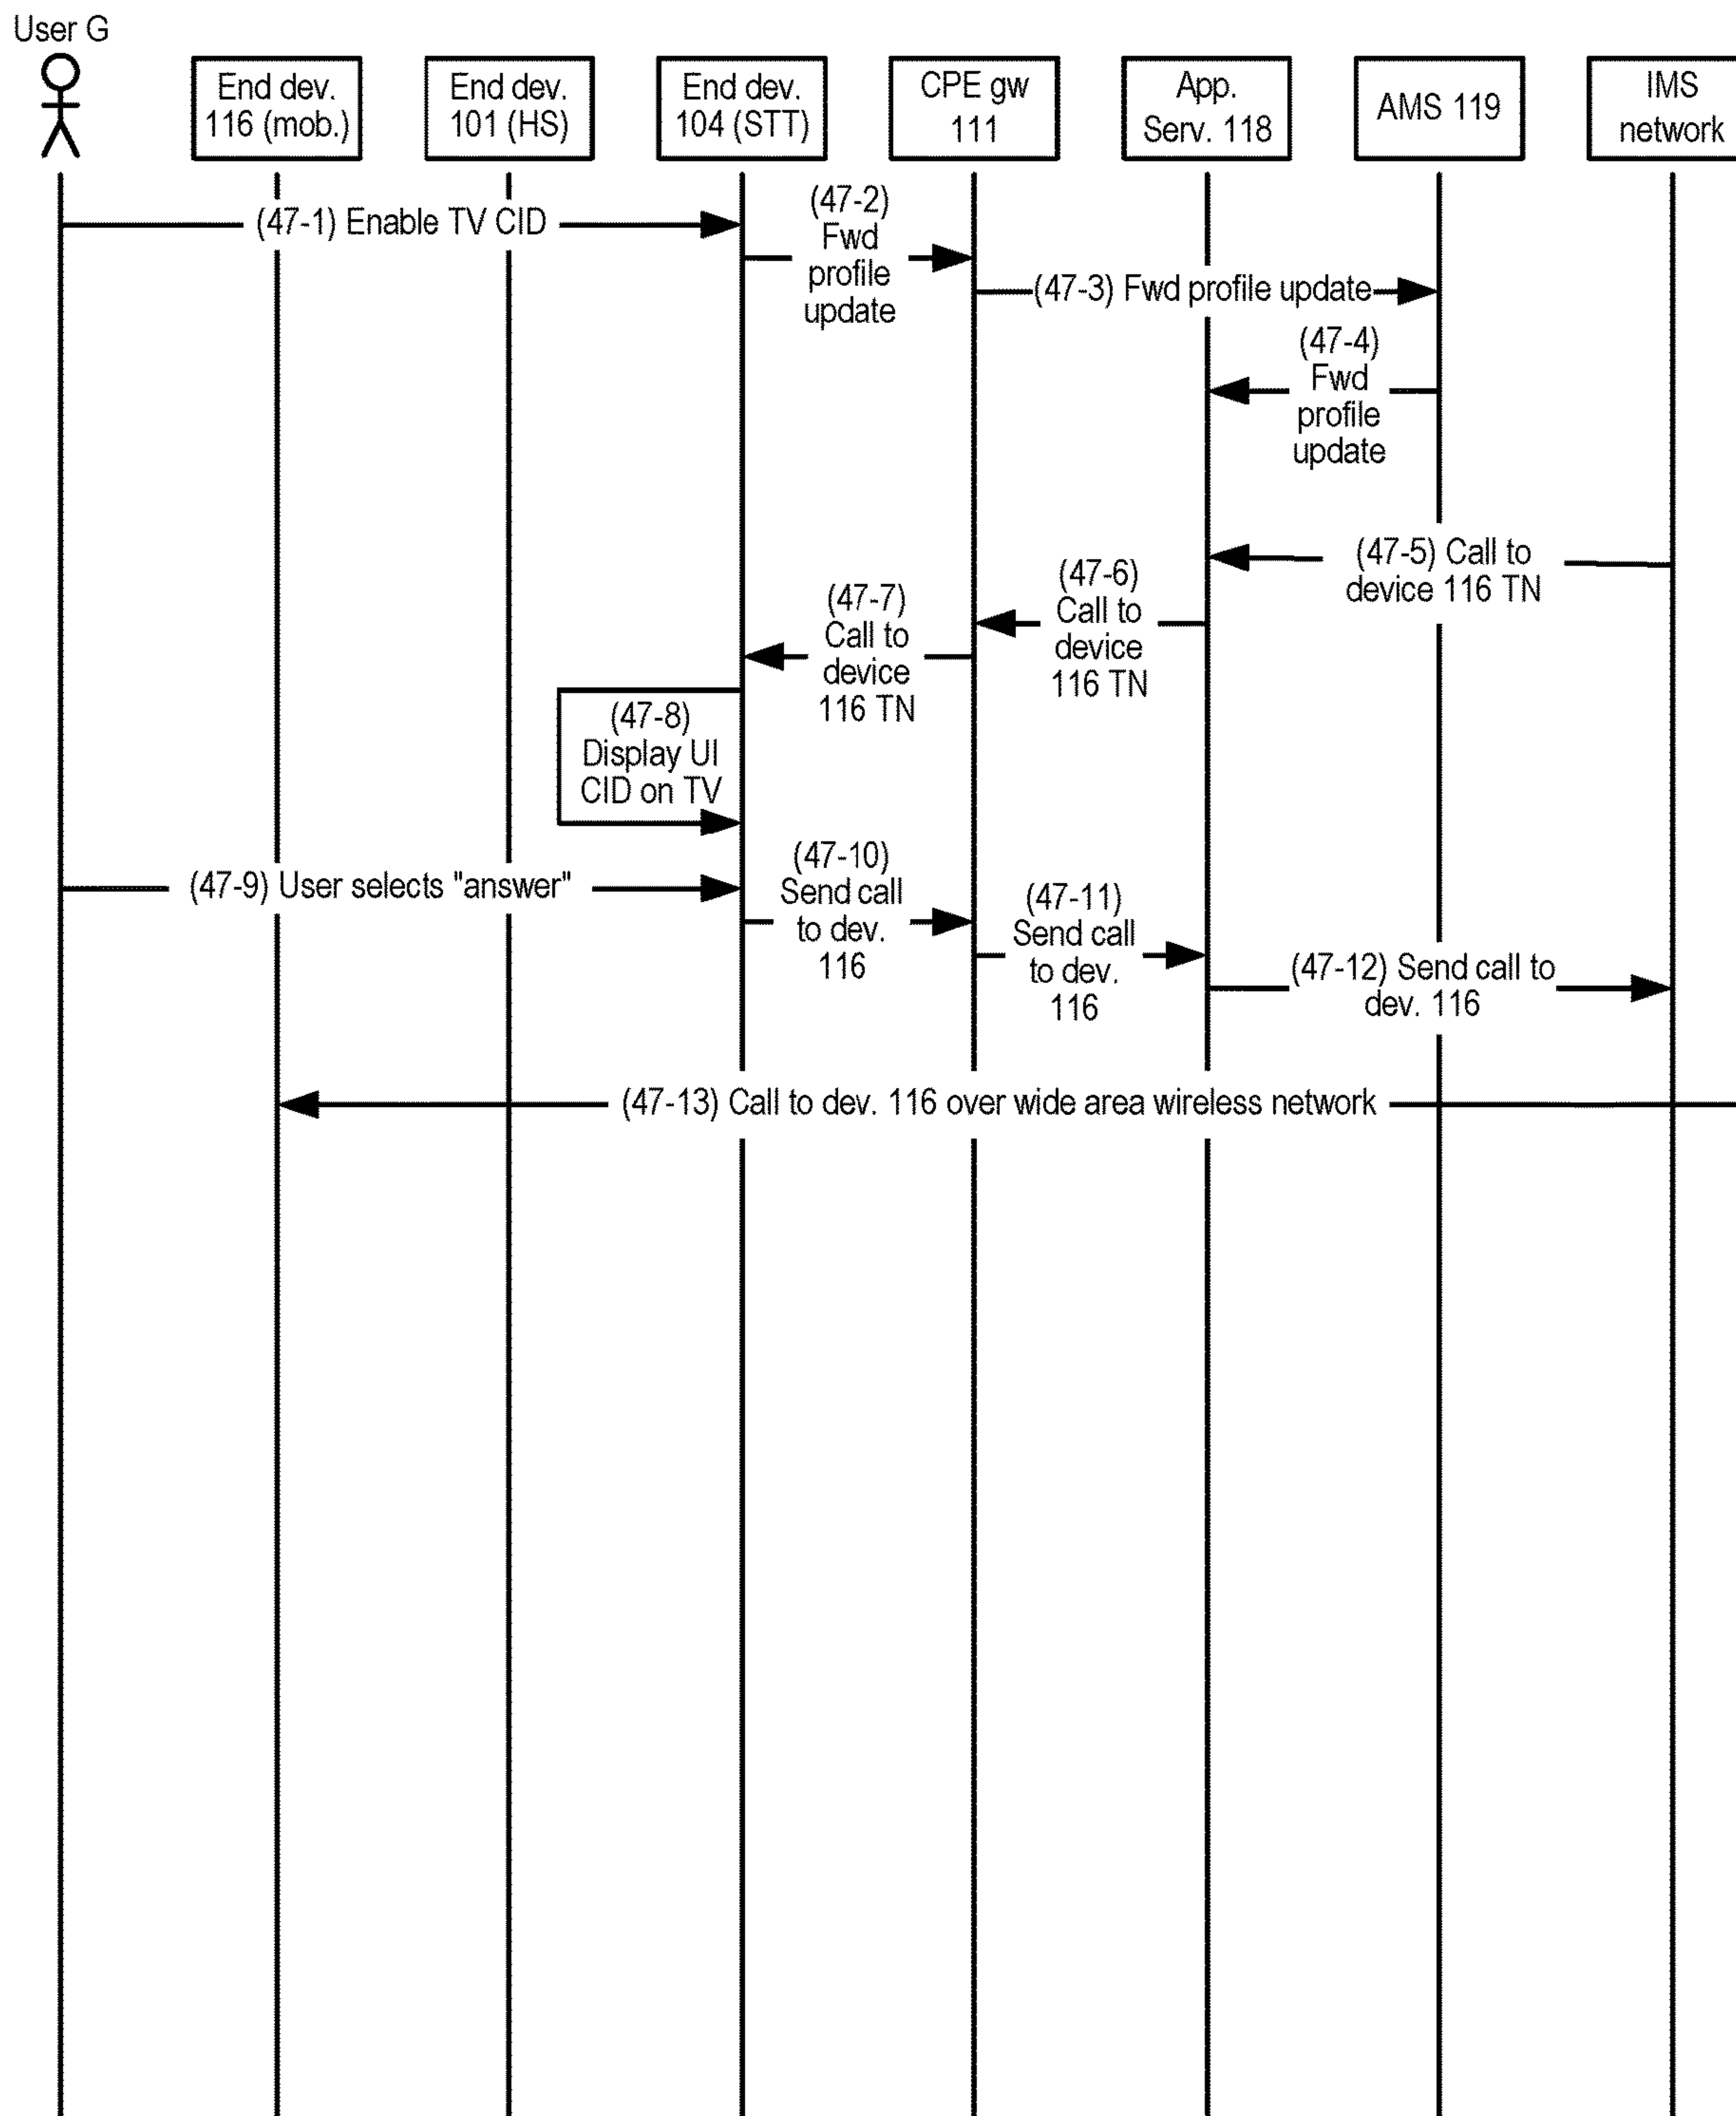 User G
End dev.
116 (mob.)
End dev.
101 (HS)
End dev.
104 (STT)
CPE gw
111
App.
Serv. 118
AMS 119
IMS
network
(47-1) Enable TV CID
(47-2)
Fwd
profile
update
(47-3) Fwd profile update
(47-4)
Fwd
profile
update
(47-5) Call to
device 116 TN
(47-6)
Call to
device
116 TN
(47-7)
Call to
device
116 TN
(47-8)
Display UI
CID on TV
(47-9) User selects "answer"
(47-10)
Send call
to dev.
116
(47-11)
Send call
to dev.
116
(47-12) Send call to
dev. 116
(47-13) Call to dev. 116 over wide area wireless network